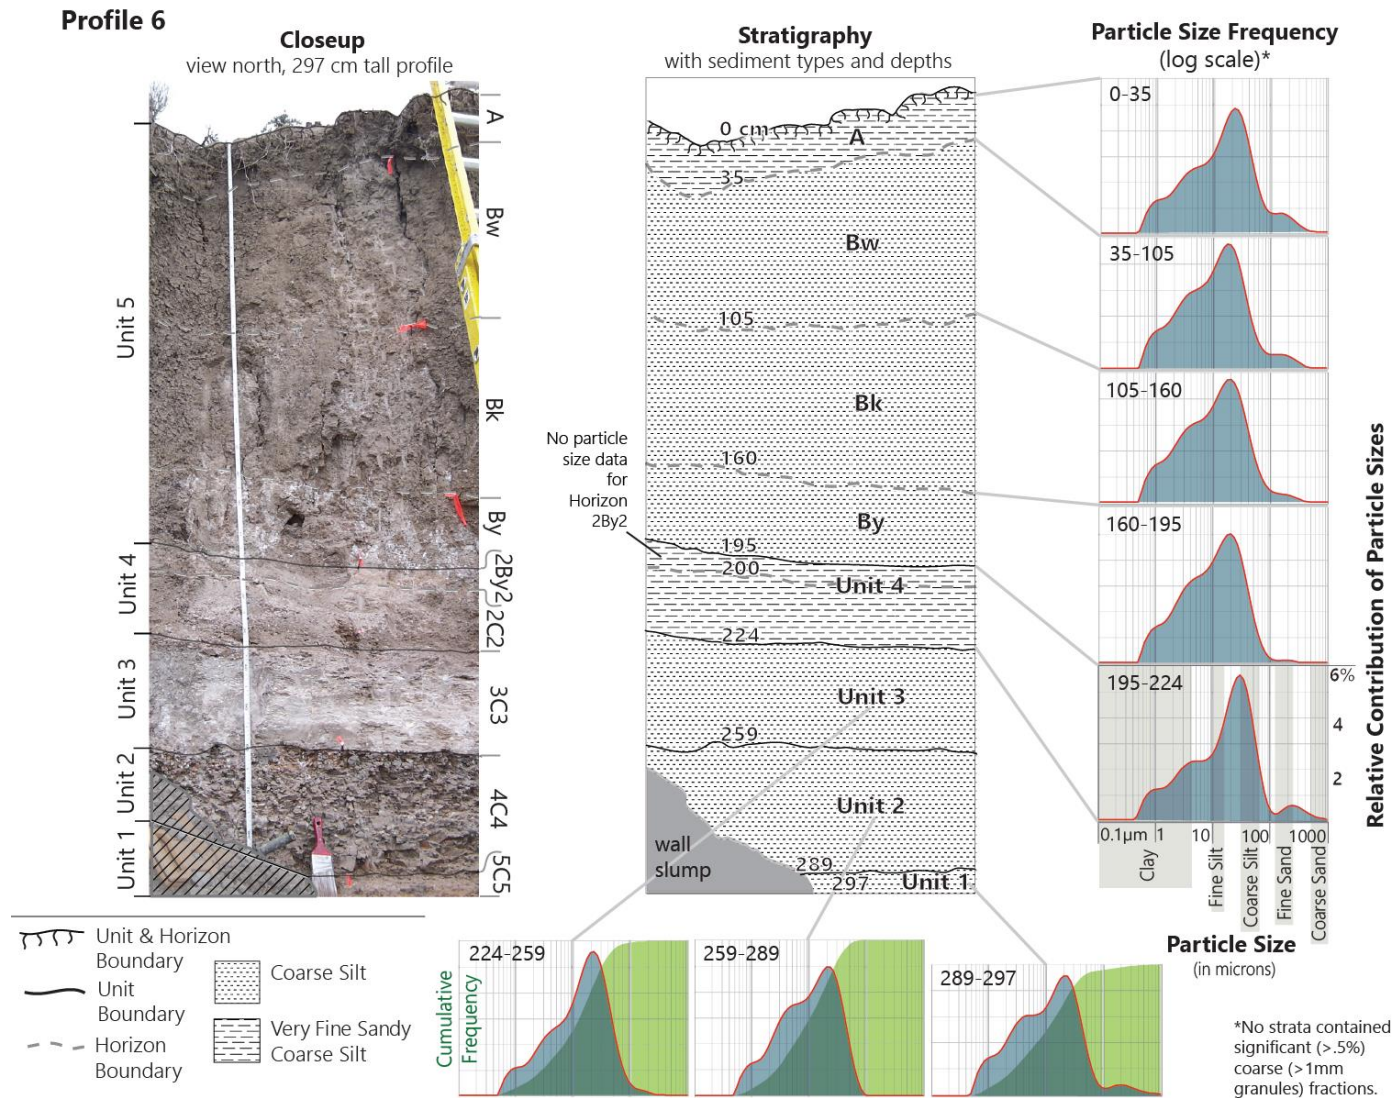 Profile 6
Closeup
view north, 297 cm tall profile
Stratigraphy
with sediment types and depths
Particle Size Frequency
(log scale)*
Unit 5
Unit 4
Unit 3
Unit 2
Unit 1
A
Bw
Bk
By
2By2
2C2
3C3
4C4
5C5
0 cm
A
35
Bw
105
Bk
160
By
195
200
Unit 4
224
Unit 3
259
Unit 2
289
297
Unit 1
wall
slump
No particle
size data
for
Horizon
2By2
0-35
35-105
105-160
160-195
195-224
6%
4
2
0.1µm 1 10 100 1000
Clay
Fine Silt
Coarse Silt
Fine Sand
Coarse Sand
Relative Contribution of Particle Sizes
Particle Size
(in microns)
224-259
259-289
289-297
Cumulative
Frequency
Unit & Horizon
Boundary
Unit
Boundary
Horizon
Boundary
Coarse Silt
Very Fine Sandy
Coarse Silt
*No strata contained
significant (>.5%)
coarse (>1mm
granules) fractions.